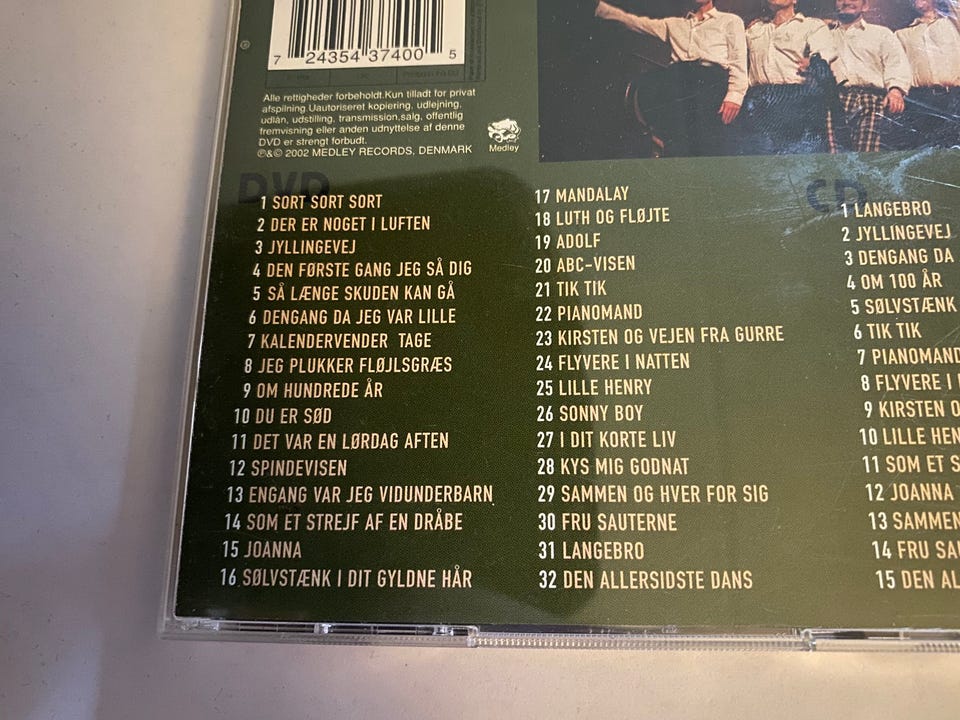 7 24354 37400 5
Alle rettigheder forbeholdt.Kun tilladt for privat
afspilning.Uautoriseret kopiering, udlejning,
udlån, udstilling, transmission,salg, offentlig
fremvisning eller anden udnyttelse af denne
DVD er strengt forbudt.
℗&© 2002 MEDLEY RECORDS, DENMARK
Medley
DVD
1 SORT SORT SORT
2 DER ER NOGET I LUFTEN
3 JYLLINGEVEJ
4 DEN FØRSTE GANG JEG SÅ DIG
5 SÅ LÆNGE SKUDEN KAN GÅ
6 DENGANG DA JEG VAR LILLE
7 KALENDERVENDER TAGE
8 JEG PLUKKER FLØJLSGRÆS
9 OM HUNDREDE ÅR
10 DU ER SØD
11 DET VAR EN LØRDAG AFTEN
12 SPINDEVISEN
13 ENGANG VAR JEG VIDUNDERBARN
14 SOM ET STREJF AF EN DRÅBE
15 JOANNA
16 SØLVSTÆNK I DIT GYLDNE HÅR
17 MANDALAY
18 LUTH OG FLØJTE
19 ADOLF
20 ABC-VISEN
21 TIK TIK
22 PIANOMAND
23 KIRSTEN OG VEJEN FRA GURRE
24 FLYVERE I NATTEN
25 LILLE HENRY
26 SONNY BOY
27 I DIT KORTE LIV
28 KYS MIG GODNAT
29 SAMMEN OG HVER FOR SIG
30 FRU SAUTERNE
31 LANGEBRO
32 DEN ALLERSIDSTE DANS
CD
1 LANGEBRO
2 JYLLINGEVEJ
3 DENGANG DA
4 OM 100 ÅR
5 SØLVSTÆNK
6 TIK TIK
7 PIANOMAND
8 FLYVERE I
9 KIRSTEN O
10 LILLE HEN
11 SOM ET S
12 JOANNA
13 SAMMEN
14 FRU SA
15 DEN AL